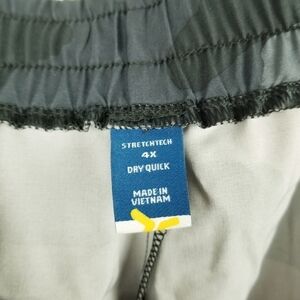 STRETCHTECH
4X
DRY QUICK
MADE IN
VIETNAM